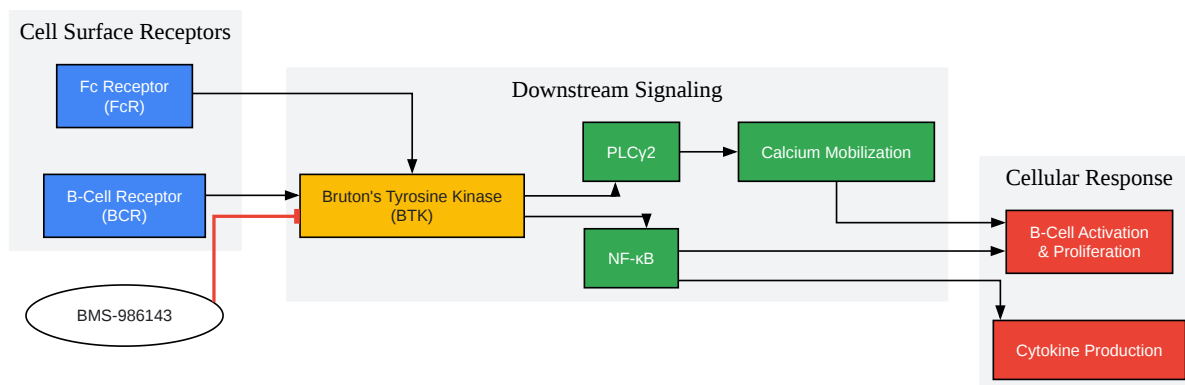 Cell Surface Receptors
Fc Receptor
(FcR)
B-Cell Receptor
(BCR)
BMS-986143
Downstream Signaling
Bruton's Tyrosine Kinase
(BTK)
PLCγ2
Calcium Mobilization
NF-κB
Cellular Response
B-Cell Activation
& Proliferation
Cytokine Production